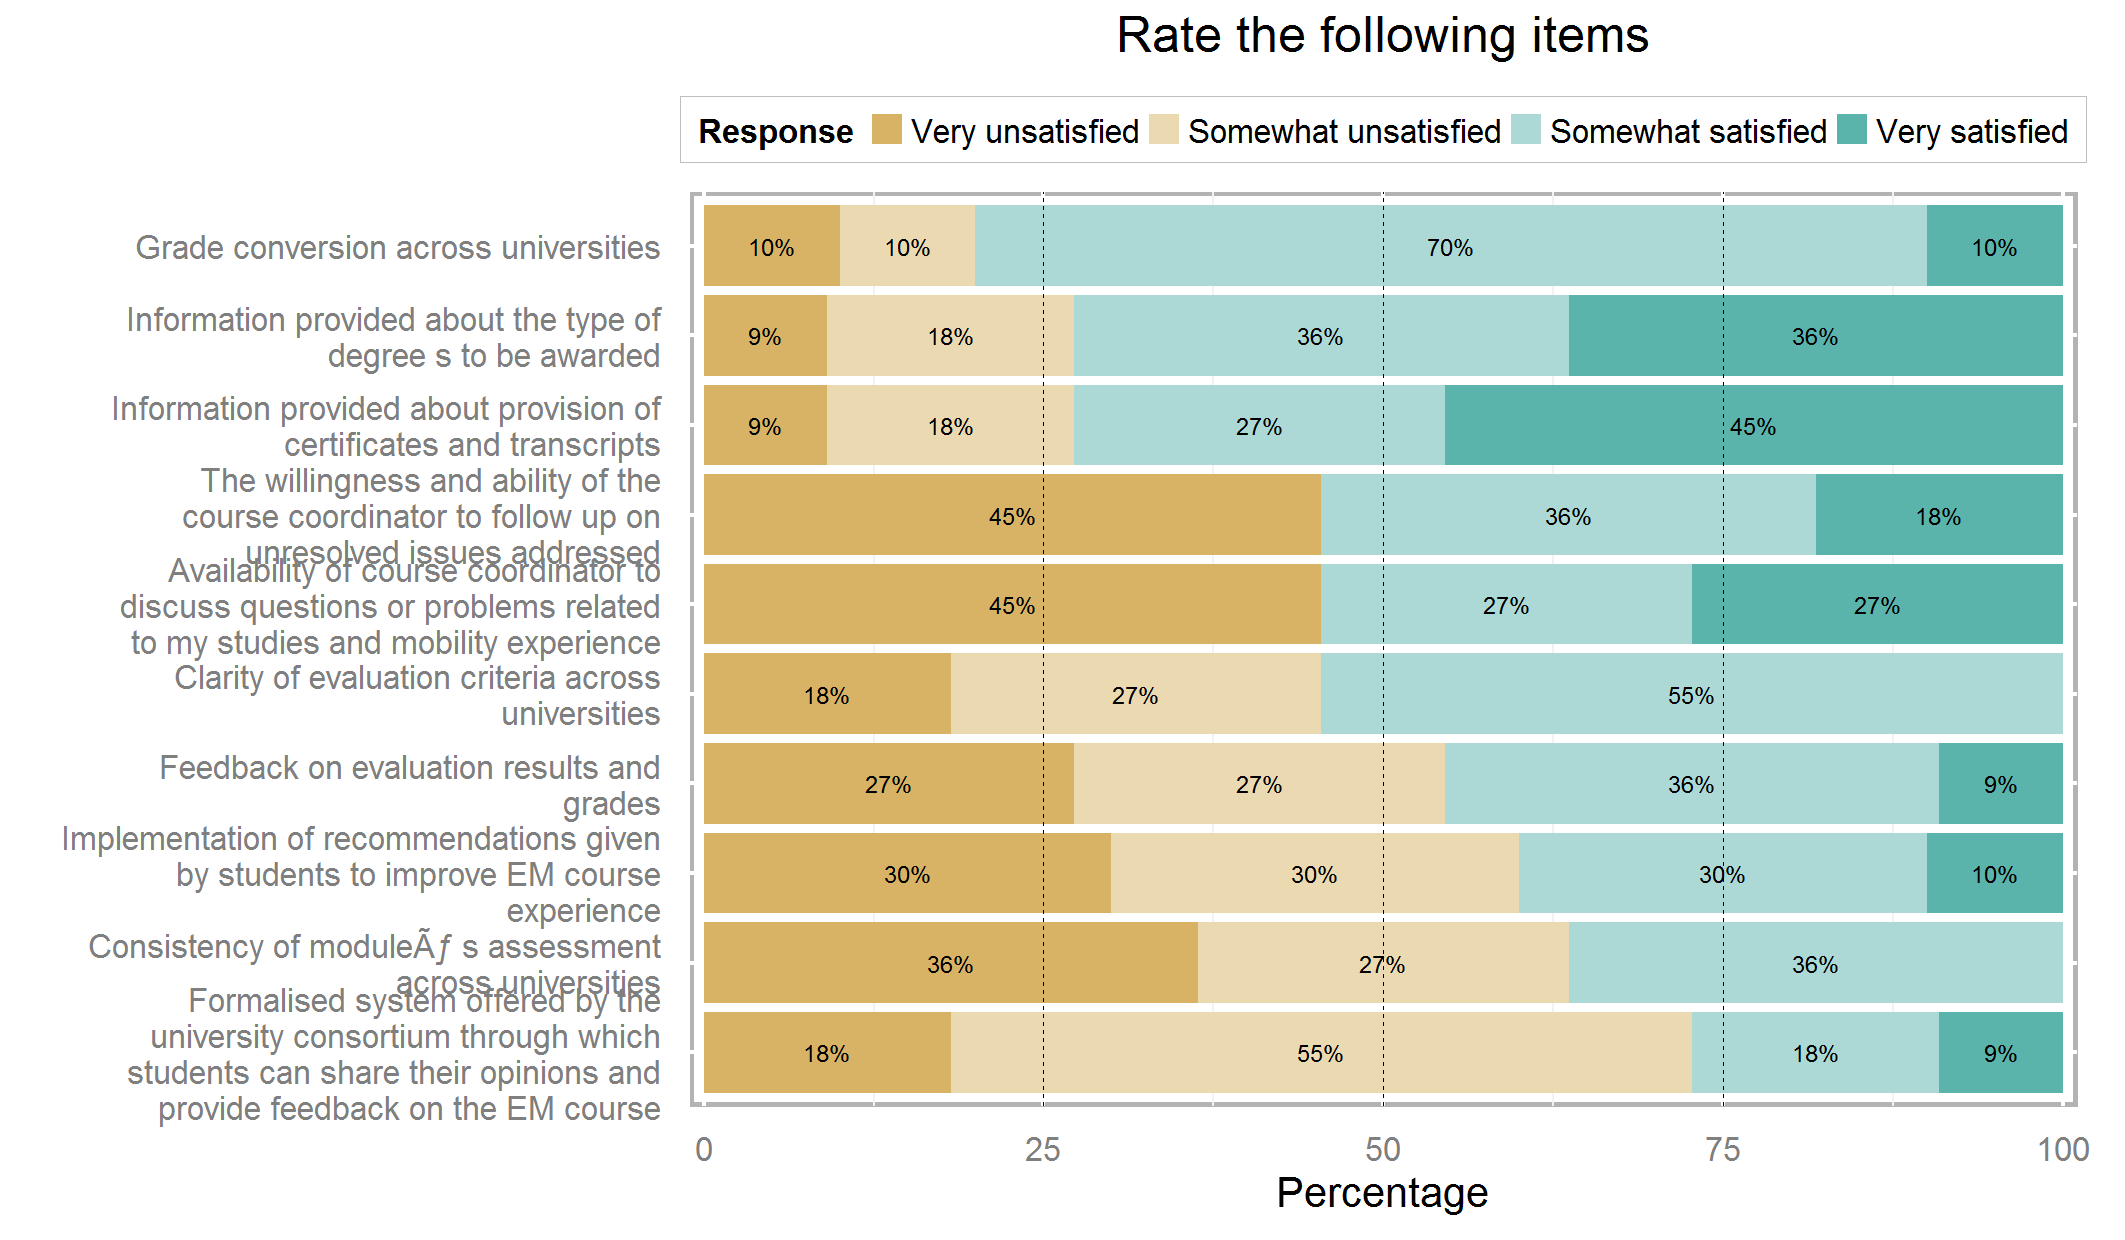 Rate the following items
Response Very unsatisfied Somewhat unsatisfied Somewhat satisfied Very satisfied
Grade conversion across universities
10% 10% 70% 10%
Information provided about the type of
degree s to be awarded
9% 18% 36% 36%
Information provided about provision of
certificates and transcripts
9% 18% 27% 45%
The willingness and ability of the
course coordinator to follow up on
unresolved issues addressed
45% 36% 18%
Availability of course coordinator to
discuss questions or problems related
to my studies and mobility experience
45% 27% 27%
Clarity of evaluation criteria across
universities
18% 27% 55%
Feedback on evaluation results and
grades
27% 27% 36% 9%
Implementation of recommendations given
by students to improve EM course
experience
30% 30% 30% 10%
Consistency of moduleÃƒ s assessment
across universities
36% 27% 36%
Formalised system offered by the
university consortium through which
students can share their opinions and
provide feedback on the EM course
18% 55% 18% 9%
0 25 50 75 100
Percentage